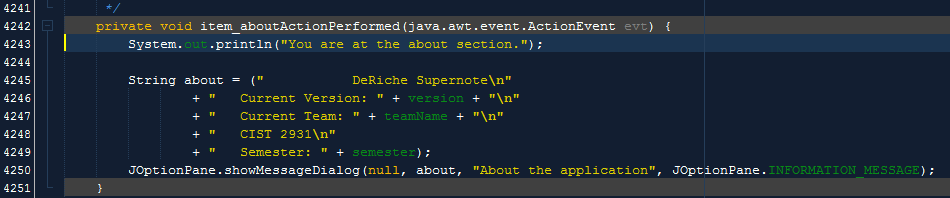 4241 */
4242 private void item_aboutActionPerformed(java.awt.event.ActionEvent evt) {
4243 System.out.println("You are at the about section.");
4244
4245 String about = ("          DeRiche Supernote\n"
4246 + "   Current Version: " + version + "\n"
4247 + "   Current Team: " + teamName + "\n"
4248 + "   CIST 2931\n"
4249 + "   Semester: " + semester);
4250 JOptionPane.showMessageDialog(null, about, "About the application", JOptionPane.INFORMATION_MESSAGE);
4251 }